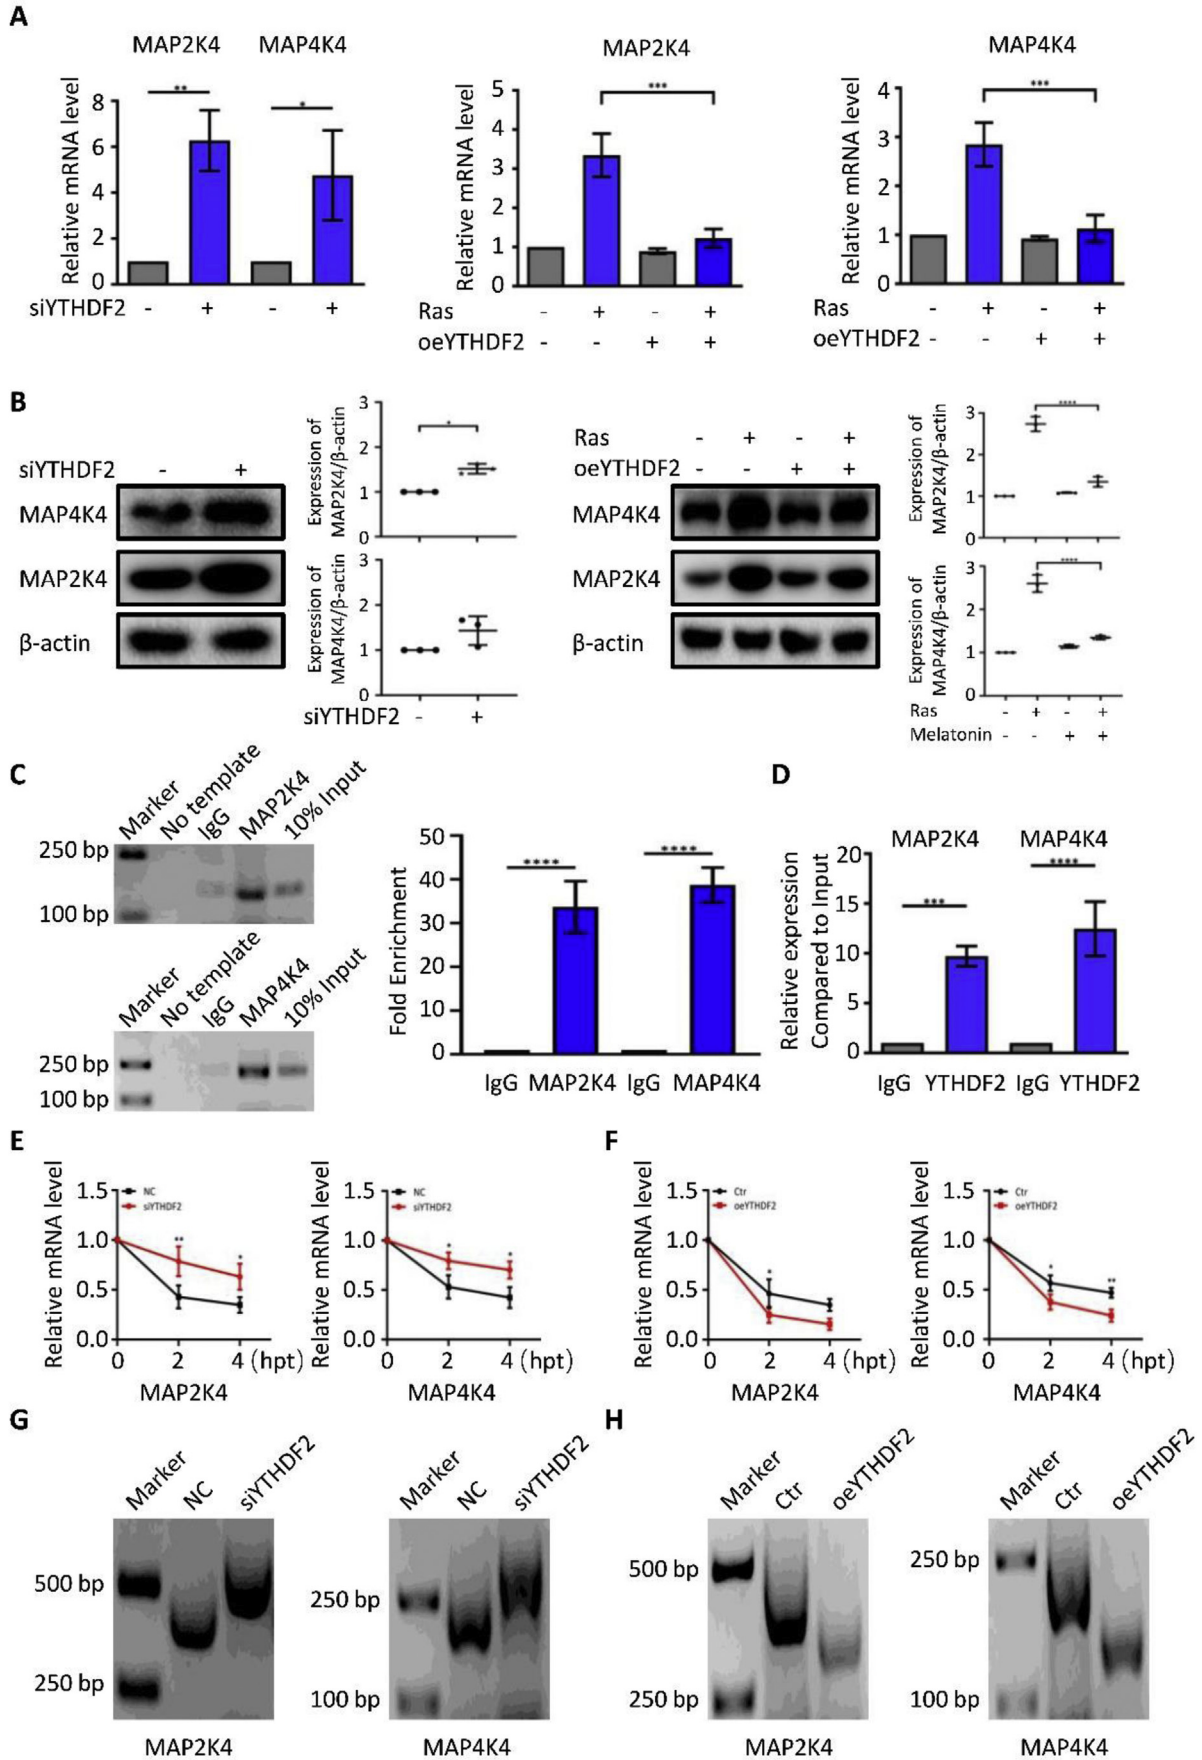 A
MAP2K4 MAP4K4
Relative mRNA level
8
6
4
2
0
** *
siYTHDF2 - + - +
MAP2K4
Relative mRNA level
5
4
3
2
1
0
***
Ras - + - +
oeYTHDF2 - - + +
MAP4K4
Relative mRNA level
4
3
2
1
0
***
Ras - + - +
oeYTHDF2 - - + +
B
siYTHDF2 - +
MAP4K4
MAP2K4
β-actin
Expression of
MAP2K4/β-actin
3
2
1
0
*
Expression of
MAP4K4/β-actin
3
2
1
0
siYTHDF2 - +
Ras - + - +
oeYTHDF2 - - + +
MAP4K4
MAP2K4
β-actin
Expression of
MAP2K4/β-actin
3
2
1
0
****
Expression of
MAP4K4/β-actin
3
2
1
0
****
Ras - + - +
Melatonin - - + +
C
Marker No template IgG MAP2K4 10% Input
250 bp
100 bp
Marker No template IgG MAP4K4 10% Input
250 bp
100 bp
Fold Enrichment
50
40
30
20
10
0
**** ****
IgG MAP2K4 IgG MAP4K4
D
MAP2K4 MAP4K4
Relative expression
Compared to Input
20
15
10
5
0
*** ****
IgG YTHDF2 IgG YTHDF2
E
Relative mRNA level
1.5
1.0
0.5
0.0
NC
siYTHDF2
** *
0 2 4 (hpt)
MAP2K4
Relative mRNA level
1.5
1.0
0.5
0.0
NC
siYTHDF2
* *
0 2 4 (hpt)
MAP4K4
F
Relative mRNA level
1.5
1.0
0.5
0.0
Ctr
oeYTHDF2
*
0 2 4 (hpt)
MAP2K4
Relative mRNA level
1.5
1.0
0.5
0.0
Ctr
oeYTHDF2
* **
0 2 4 (hpt)
MAP4K4
G
Marker NC siYTHDF2
500 bp
250 bp
MAP2K4
Marker NC siYTHDF2
250 bp
100 bp
MAP4K4
H
Marker Ctr oeYTHDF2
500 bp
250 bp
MAP2K4
Marker Ctr oeYTHDF2
250 bp
100 bp
MAP4K4